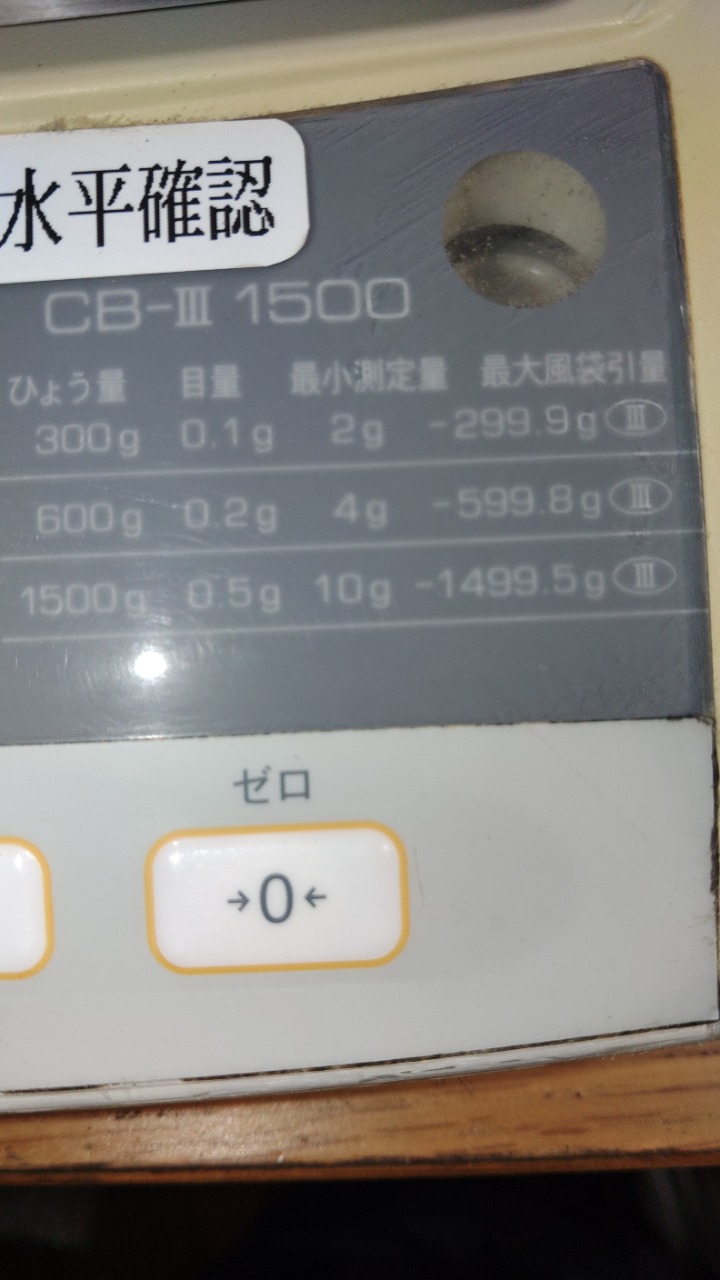 水平確認
CB-Ⅲ 1500
ひょう量 目量 最小測定量 最大風袋引量
300g 0.1g 2g -299.9g Ⅲ
600g 0.2g 4g -599.8g Ⅲ
1500g 0.5g 10g -1499.5g Ⅲ
ゼロ
→0←